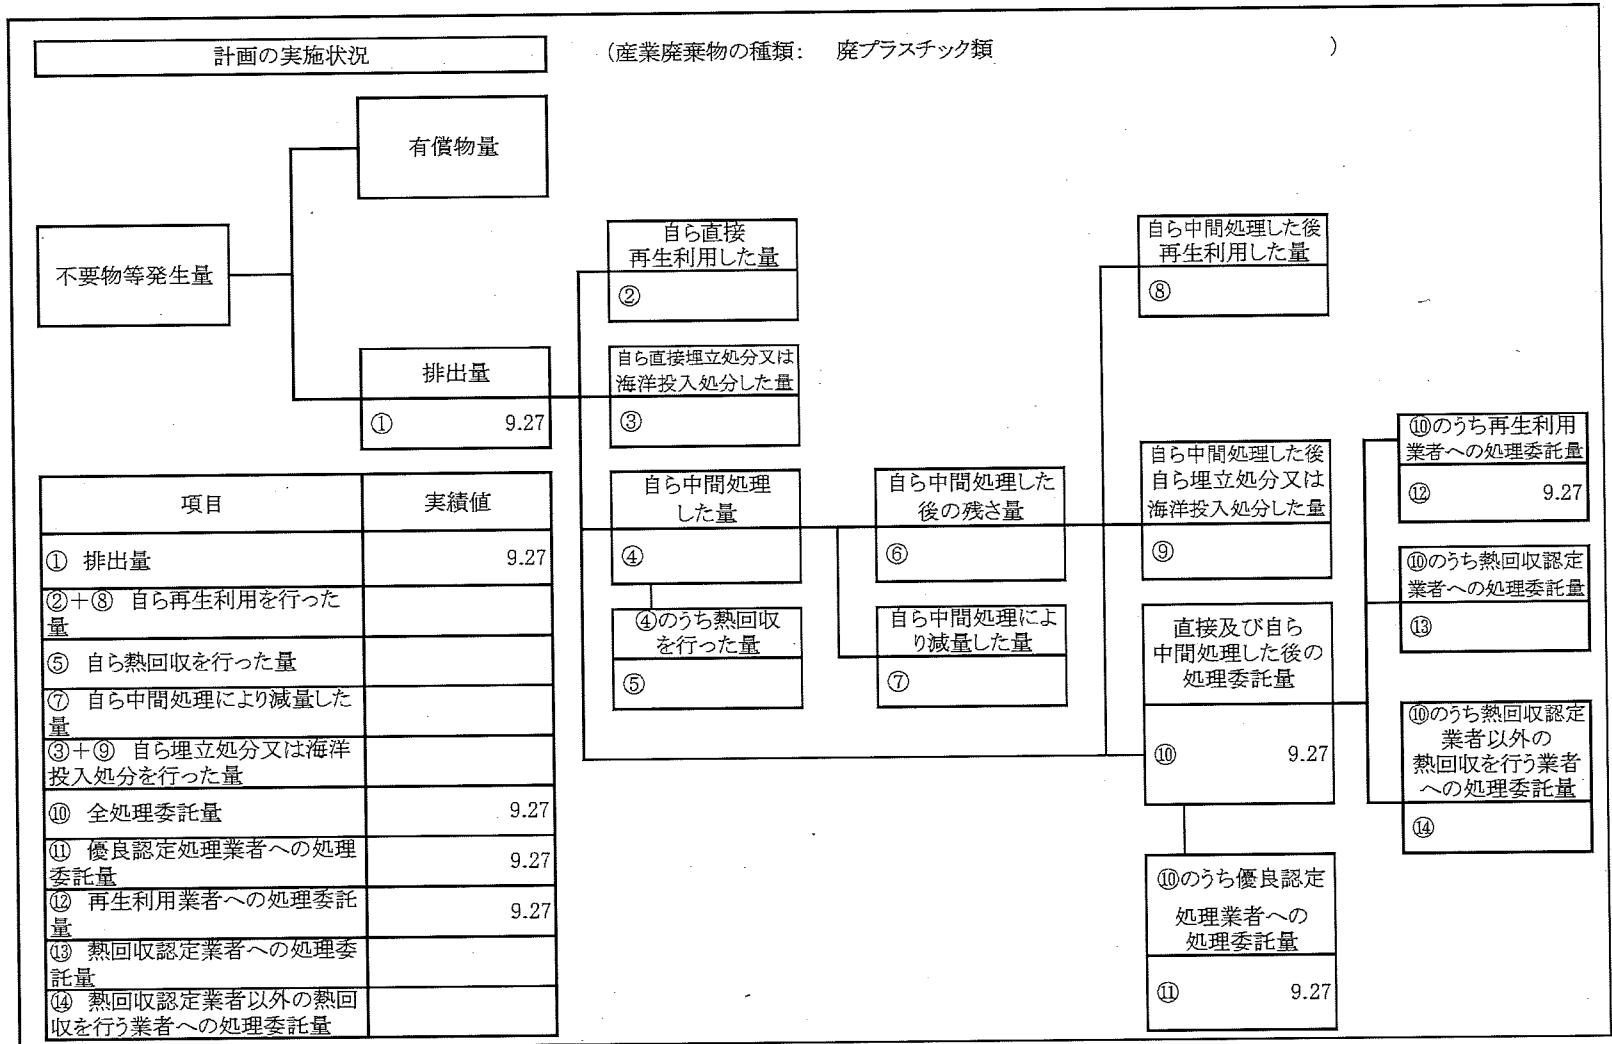 計画の実施状況
（産業廃棄物の種類： 廃プラスチック類 ）
有償物量
不要物等発生量
排出量
① 9.27
自ら直接
再生利用した量
②
自ら直接埋立処分又は
海洋投入処分した量
③
自ら中間処理
した量
④
④のうち熱回収
を行った量
⑤
自ら中間処理した
後の残さ量
⑥
自ら中間処理によ
り減量した量
⑦
自ら中間処理した後
再生利用した量
⑧
自ら中間処理した後
自ら埋立処分又は
海洋投入処分した量
⑨
直接及び自ら
中間処理した後の
処理委託量
⑩ 9.27
⑩のうち優良認定
処理業者への
処理委託量
⑪ 9.27
⑩のうち再生利用
業者への処理委託量
⑫ 9.27
⑩のうち熱回収認定
業者への処理委託量
⑬
⑩のうち熱回収認定
業者以外の
熱回収を行う業者
への処理委託量
⑭
項目 実績値
① 排出量 9.27
②＋⑧ 自ら再生利用を行った
量
⑤ 自ら熱回収を行った量
⑦ 自ら中間処理により減量した
量
③＋⑨ 自ら埋立処分又は海洋
投入処分を行った量
⑩ 全処理委託量 9.27
⑪ 優良認定処理業者への処理
委託量 9.27
⑫ 再生利用業者への処理委託
量 9.27
⑬ 熱回収認定業者への処理委
託量
⑭ 熱回収認定業者以外の熱回
収を行う業者への処理委託量